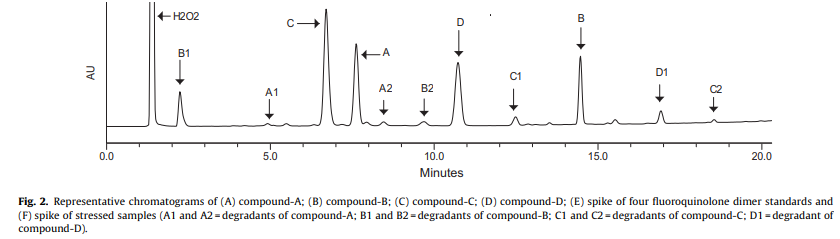 H2O2
C
D
B
B1
A
A1
A2
B2
C1
D1
C2
AU
0.0 5.0 10.0 15.0 20.0
Minutes
Fig. 2. Representative chromatograms of (A) compound-A; (B) compound-B; (C) compound-C; (D) compound-D; (E) spike of four fluoroquinolone dimer standards and
(F) spike of stressed samples (A1 and A2 = degradants of compound-A; B1 and B2 = degradants of compound-B; C1 and C2 = degradants of compound-C; D1 = degradant of
compound-D).